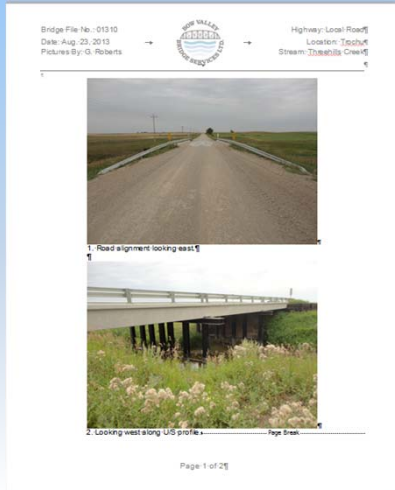 Bridge File No.: 01310
Date: Aug. 23, 2013
Pictures By: G. Roberts
BOW VALLEY
BRIDGE SERVICES LTD.
Highway: Local Road¶
Location: Trochu¶
Stream: Threehills Creek¶
¶
1. Road alignment looking east¶
¶
2. Looking west along U/S profile.
Page Break
Page 1 of 2¶